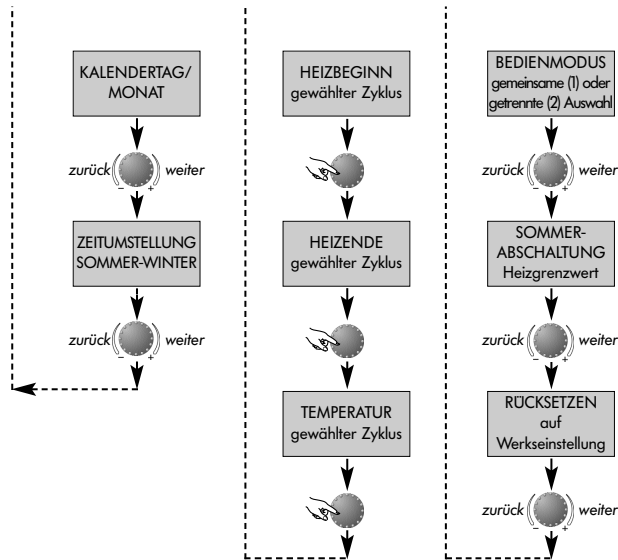 KALENDERTAG/
MONAT
zurück - + weiter
ZEITUMSTELLUNG
SOMMER-WINTER
zurück - + weiter
HEIZBEGINN
gewählter Zyklus
HEIZENDE
gewählter Zyklus
TEMPERATUR
gewählter Zyklus
BEDIENMODUS
gemeinsame (1) oder
getrennte (2) Auswahl
zurück - + weiter
SOMMER-
ABSCHALTUNG
Heizgrenzwert
zurück - + weiter
RÜCKSETZEN
auf
Werkseinstellung
zurück - + weiter